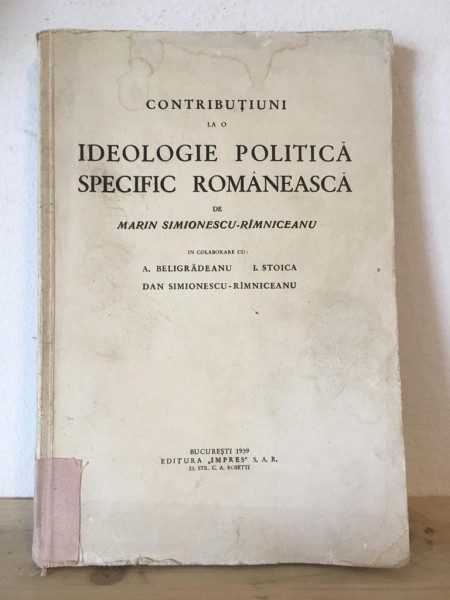 CONTRIBUȚIUNI
LA O
IDEOLOGIE POLITICĂ
SPECIFIC ROMÂNEASCĂ
DE
MARIN SIMIONESCU-RÎMNICEANU
IN COLABORARE CU:
A. BELIGRĂDEANU I. STOICA
DAN SIMIONESCU-RÎMNICEANU
BUCUREȘTI 1939
EDITURA „IMPRES" S. A. R.
23, STR. C. A. ROSETTI